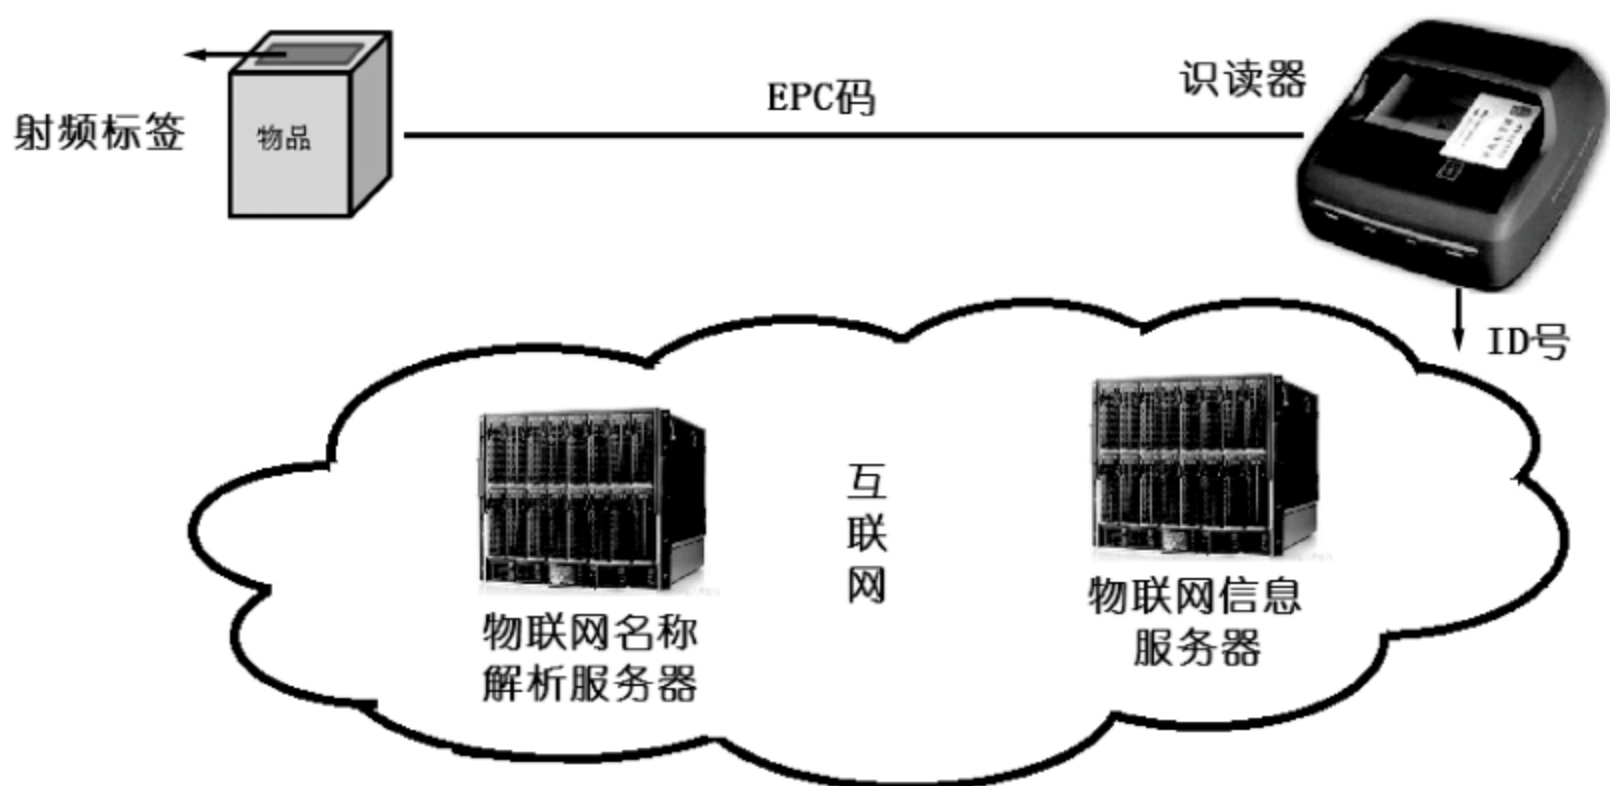 射频标签
物品
EPC码
识读器
ID号
互
联
网
物联网名称
解析服务器
物联网信息
服务器